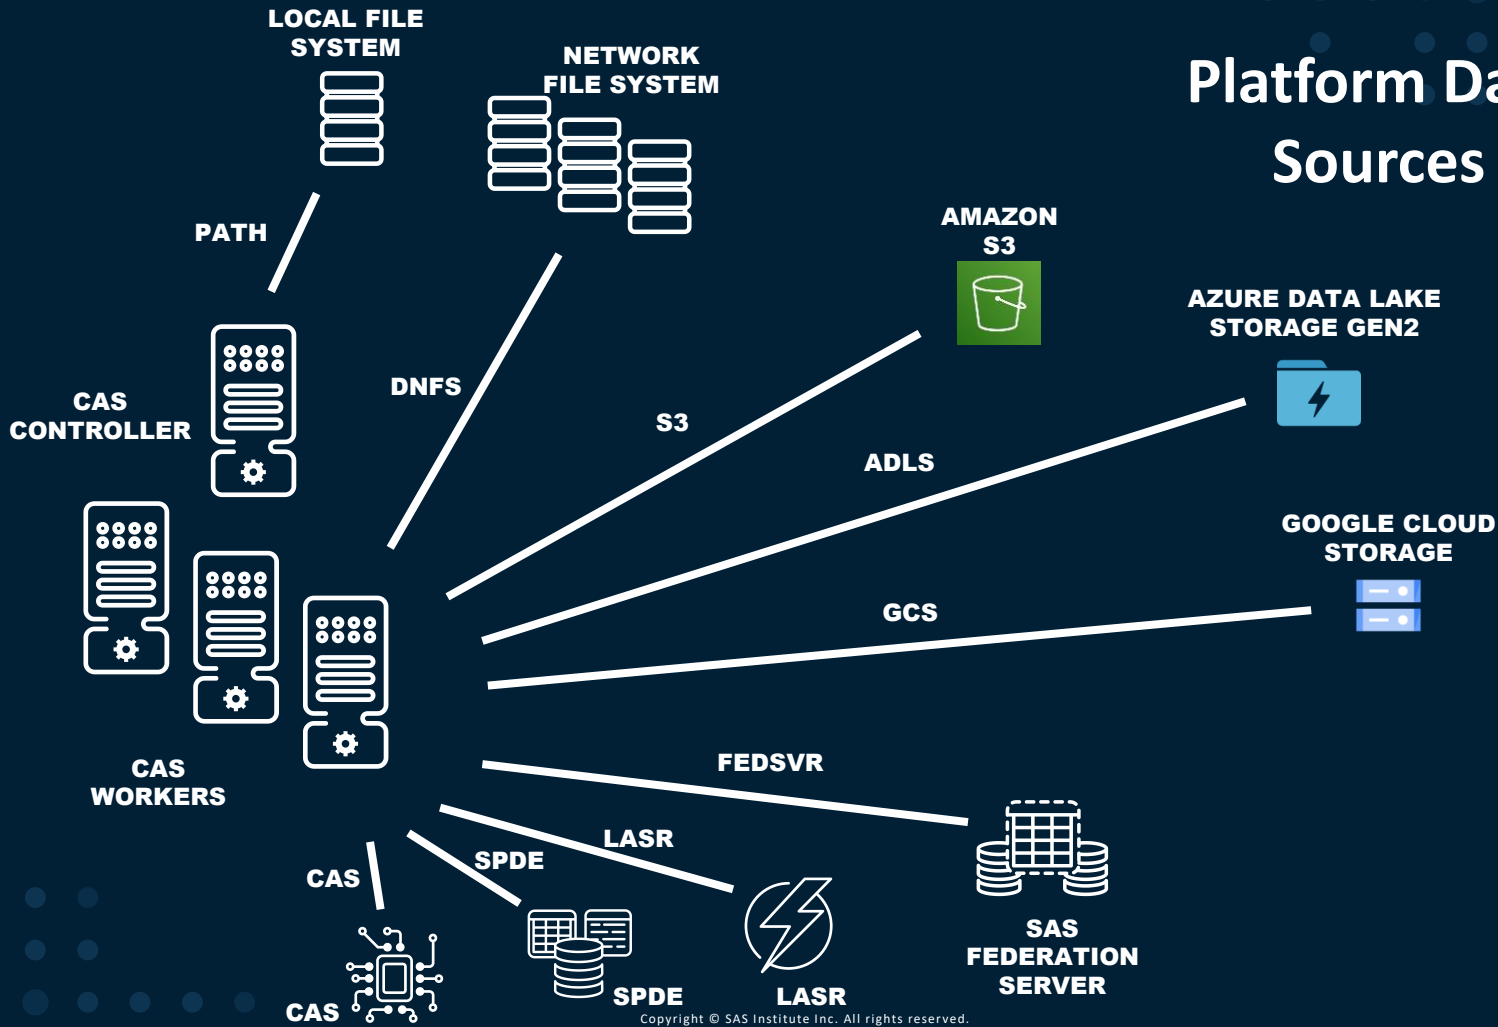 LOCAL FILE
SYSTEM
NETWORK
FILE SYSTEM
Platform Da
Sources
PATH
AMAZON
S3
AZURE DATA LAKE
STORAGE GEN2
DNFS
CAS
CONTROLLER
S3
ADLS
GOOGLE CLOUD
STORAGE
GCS
CAS
WORKERS
FEDSVR
LASR
SPDE
CAS
SAS
FEDERATION
SERVER
CAS
SPDE
LASR
Copyright © SAS Institute Inc. All rights reserved.